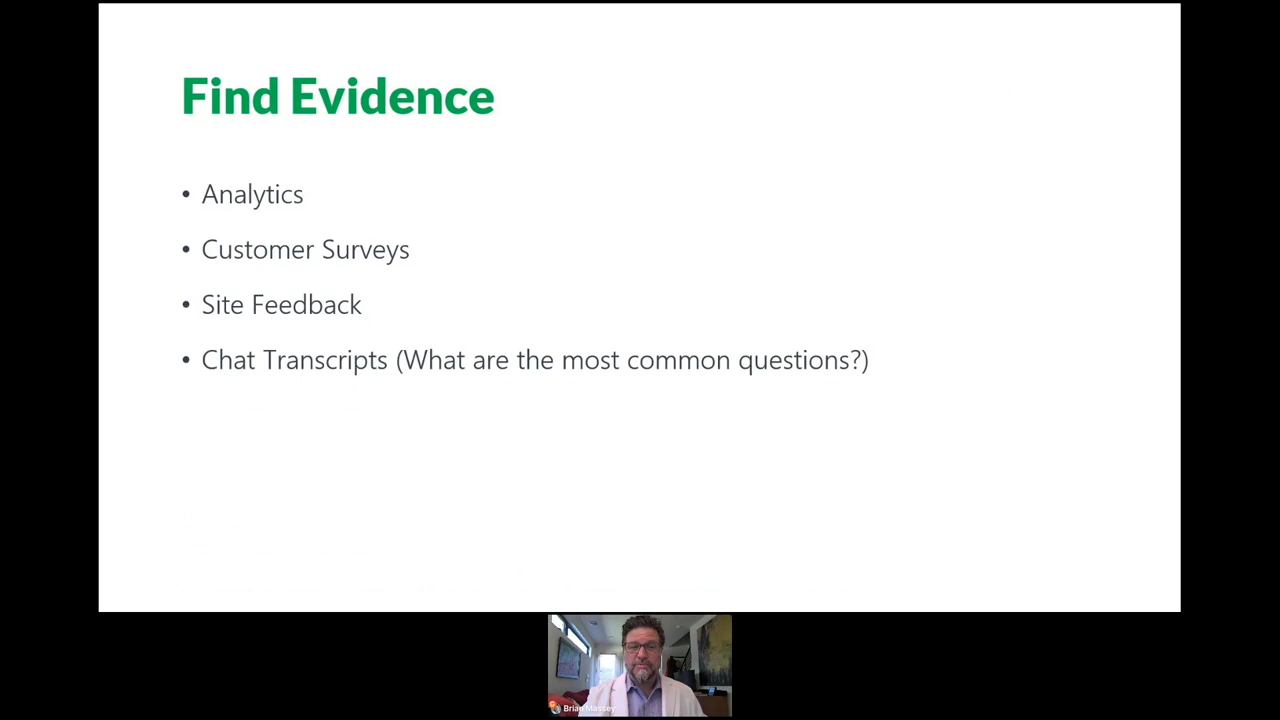 Find Evidence
• Analytics
• Customer Surveys
• Site Feedback
• Chat Transcripts (What are the most common questions?)
Brian Massey